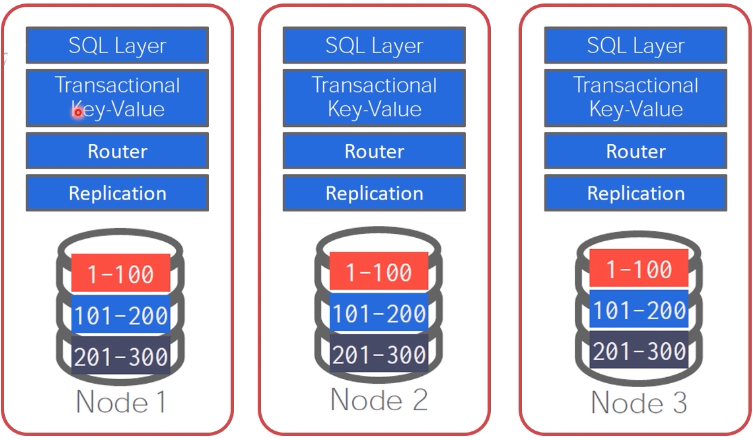 SQL Layer
Transactional
Key-Value
Router
Replication
1-100
101-200
201-300
Node 1
SQL Layer
Transactional
Key-Value
Router
Replication
1-100
101-200
201-300
Node 2
SQL Layer
Transactional
Key-Value
Router
Replication
1-100
101-200
201-300
Node 3